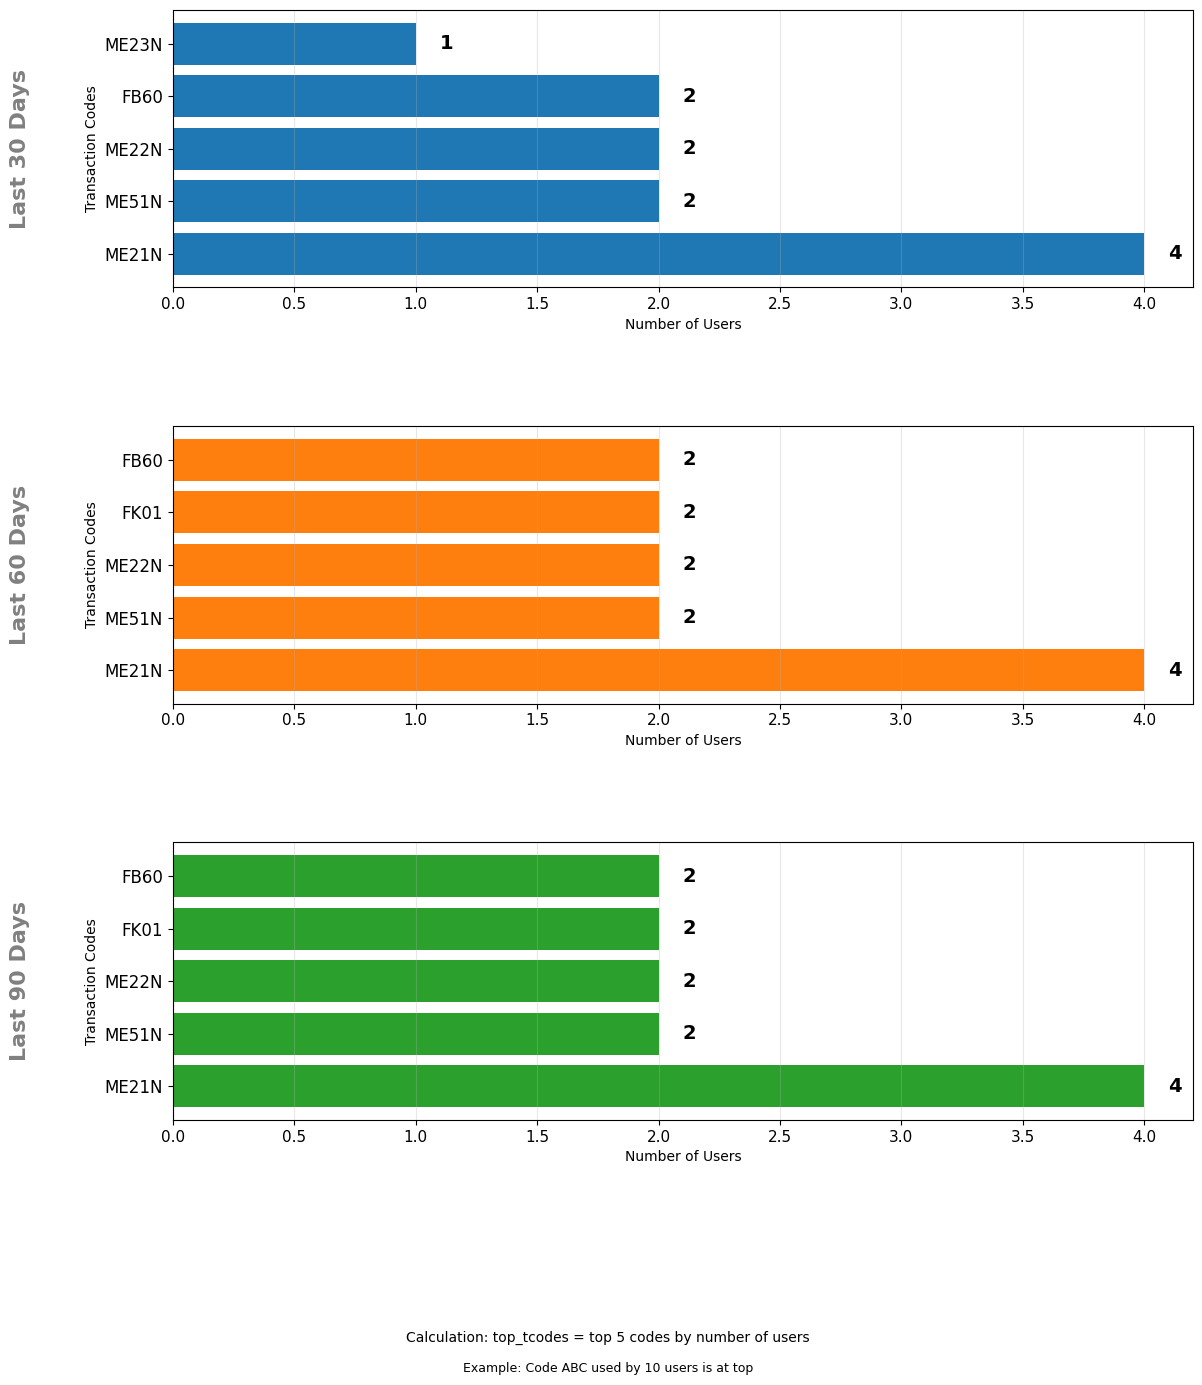 Last 30 Days
Transaction Codes
ME23N 1
FB60 2
ME22N 2
ME51N 2
ME21N 4
0.0 0.5 1.0 1.5 2.0 2.5 3.0 3.5 4.0
Number of Users
Last 60 Days
Transaction Codes
FB60 2
FK01 2
ME22N 2
ME51N 2
ME21N 4
0.0 0.5 1.0 1.5 2.0 2.5 3.0 3.5 4.0
Number of Users
Last 90 Days
Transaction Codes
FB60 2
FK01 2
ME22N 2
ME51N 2
ME21N 4
0.0 0.5 1.0 1.5 2.0 2.5 3.0 3.5 4.0
Number of Users
Calculation: top_tcodes = top 5 codes by number of users
Example: Code ABC used by 10 users is at top